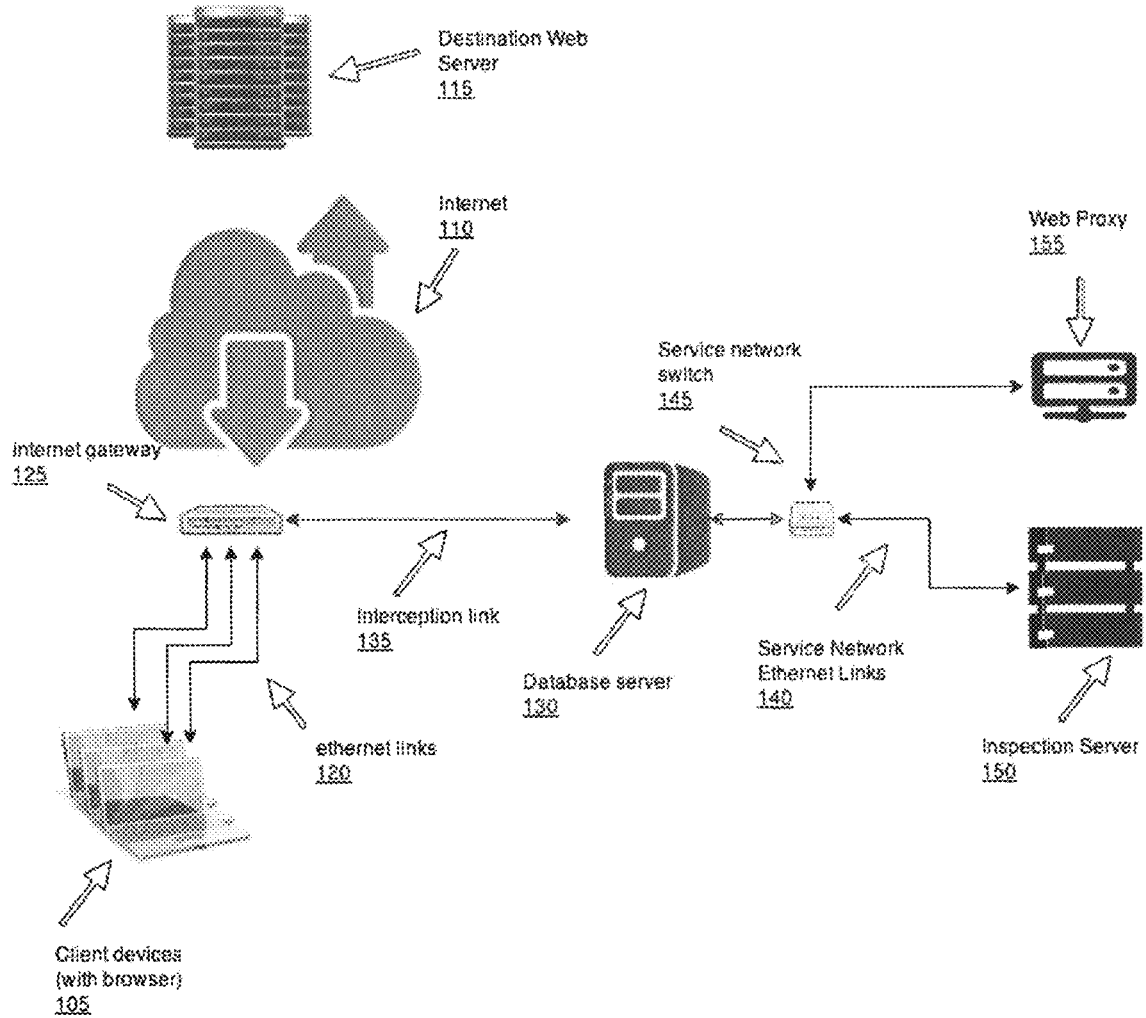 Destination Web
Server
115
Internet
110
Web Proxy
155
Service network
switch
145
Internet gateway
125
Interception link
135
Service Network
Ethernet Links
140
Database server
130
Inspection Server
150
ethernet links
120
Client devices
(with browser)
105